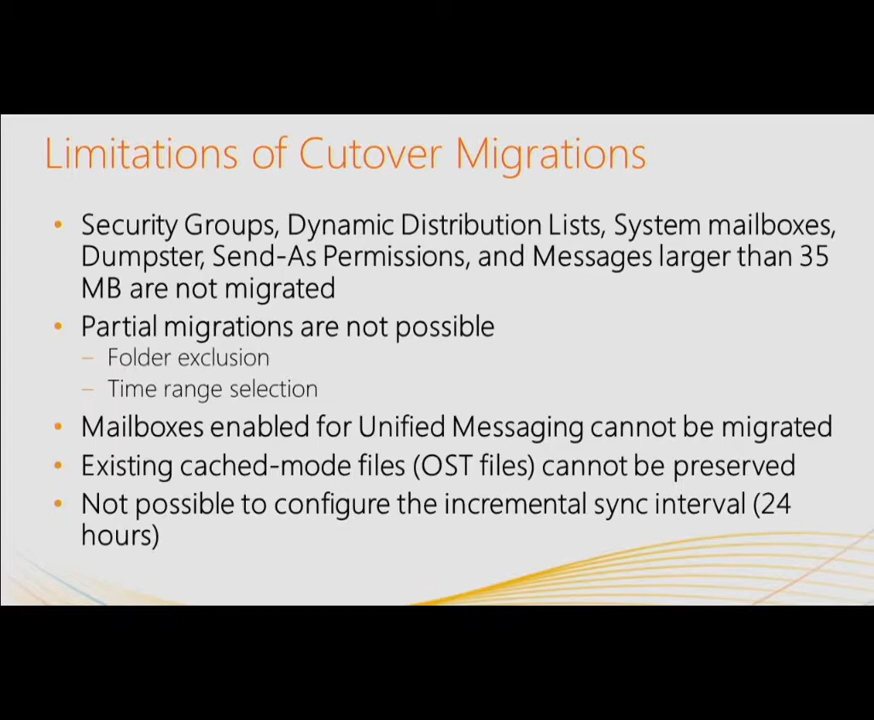 Limitations of Cutover Migrations
• Security Groups, Dynamic Distribution Lists, System mailboxes,
Dumpster, Send-As Permissions, and Messages larger than 35
MB are not migrated
• Partial migrations are not possible
– Folder exclusion
– Time range selection
• Mailboxes enabled for Unified Messaging cannot be migrated
• Existing cached-mode files (OST files) cannot be preserved
• Not possible to configure the incremental sync interval (24
hours)